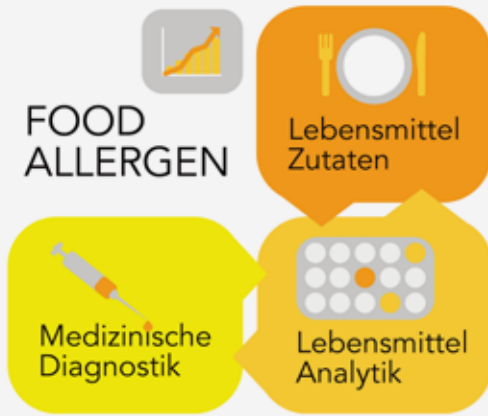 FOOD
ALLERGEN
Lebensmittel
Zutaten
Medizinische
Diagnostik
Lebensmittel
Analytik